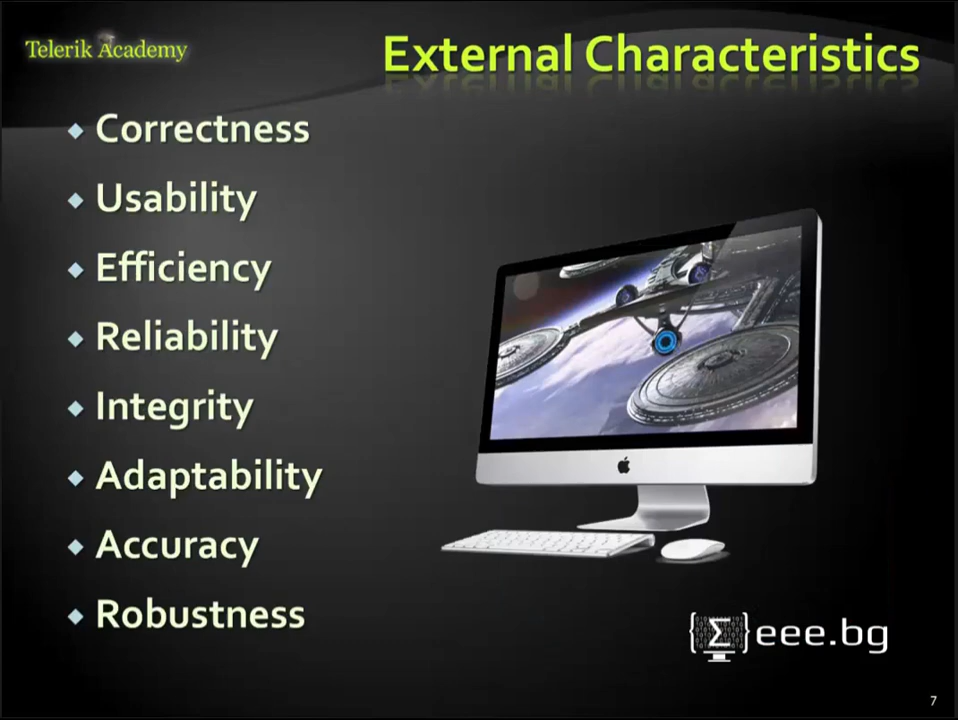 Telerik Academy
External Characteristics
Correctness
Usability
Efficiency
Reliability
Integrity
Adaptability
Accuracy
Robustness
{Σ}eee.bg
7